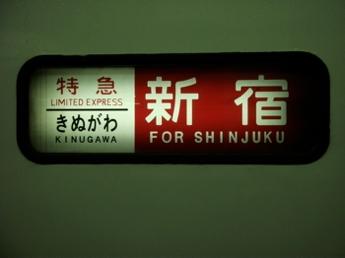 特急
LIMITED EXPRESS
きぬがわ
KINUGAWA
新宿
FOR SHINJUKU